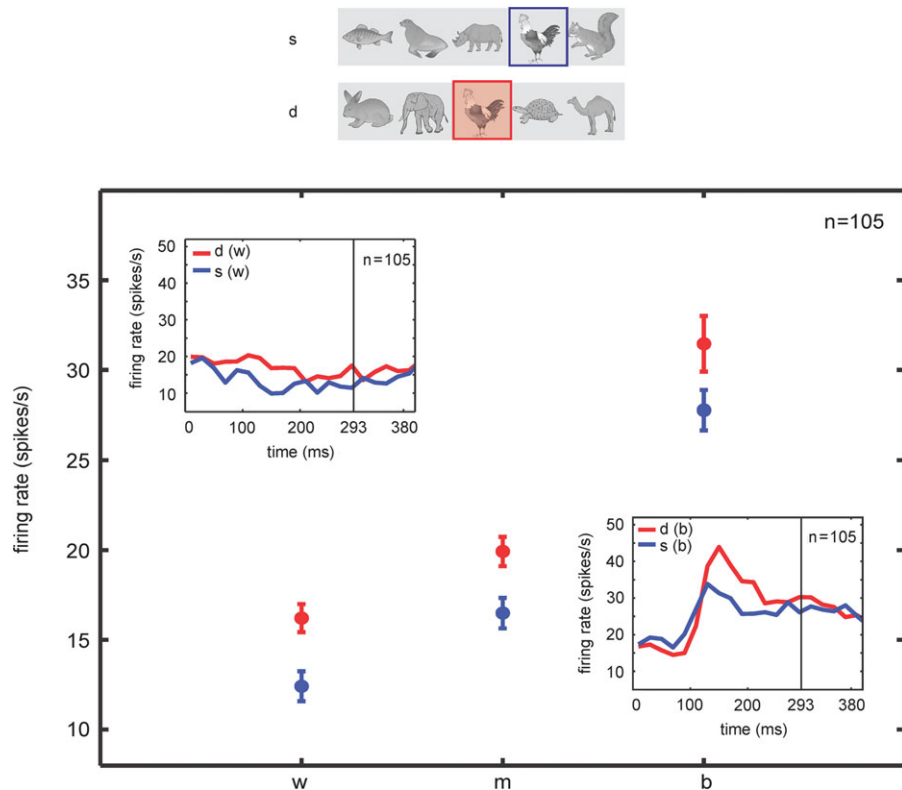 s
d
n=105
firing rate (spikes/s)
35
30
25
20
15
10
w
m
b
firing rate (spikes/s)
50
40
30
20
10
d (w)
s (w)
n=105
0
100
200
293
380
time (ms)
firing rate (spikes/s)
50
40
30
20
10
d (b)
s (b)
n=105
0
100
200
293
380
time (ms)